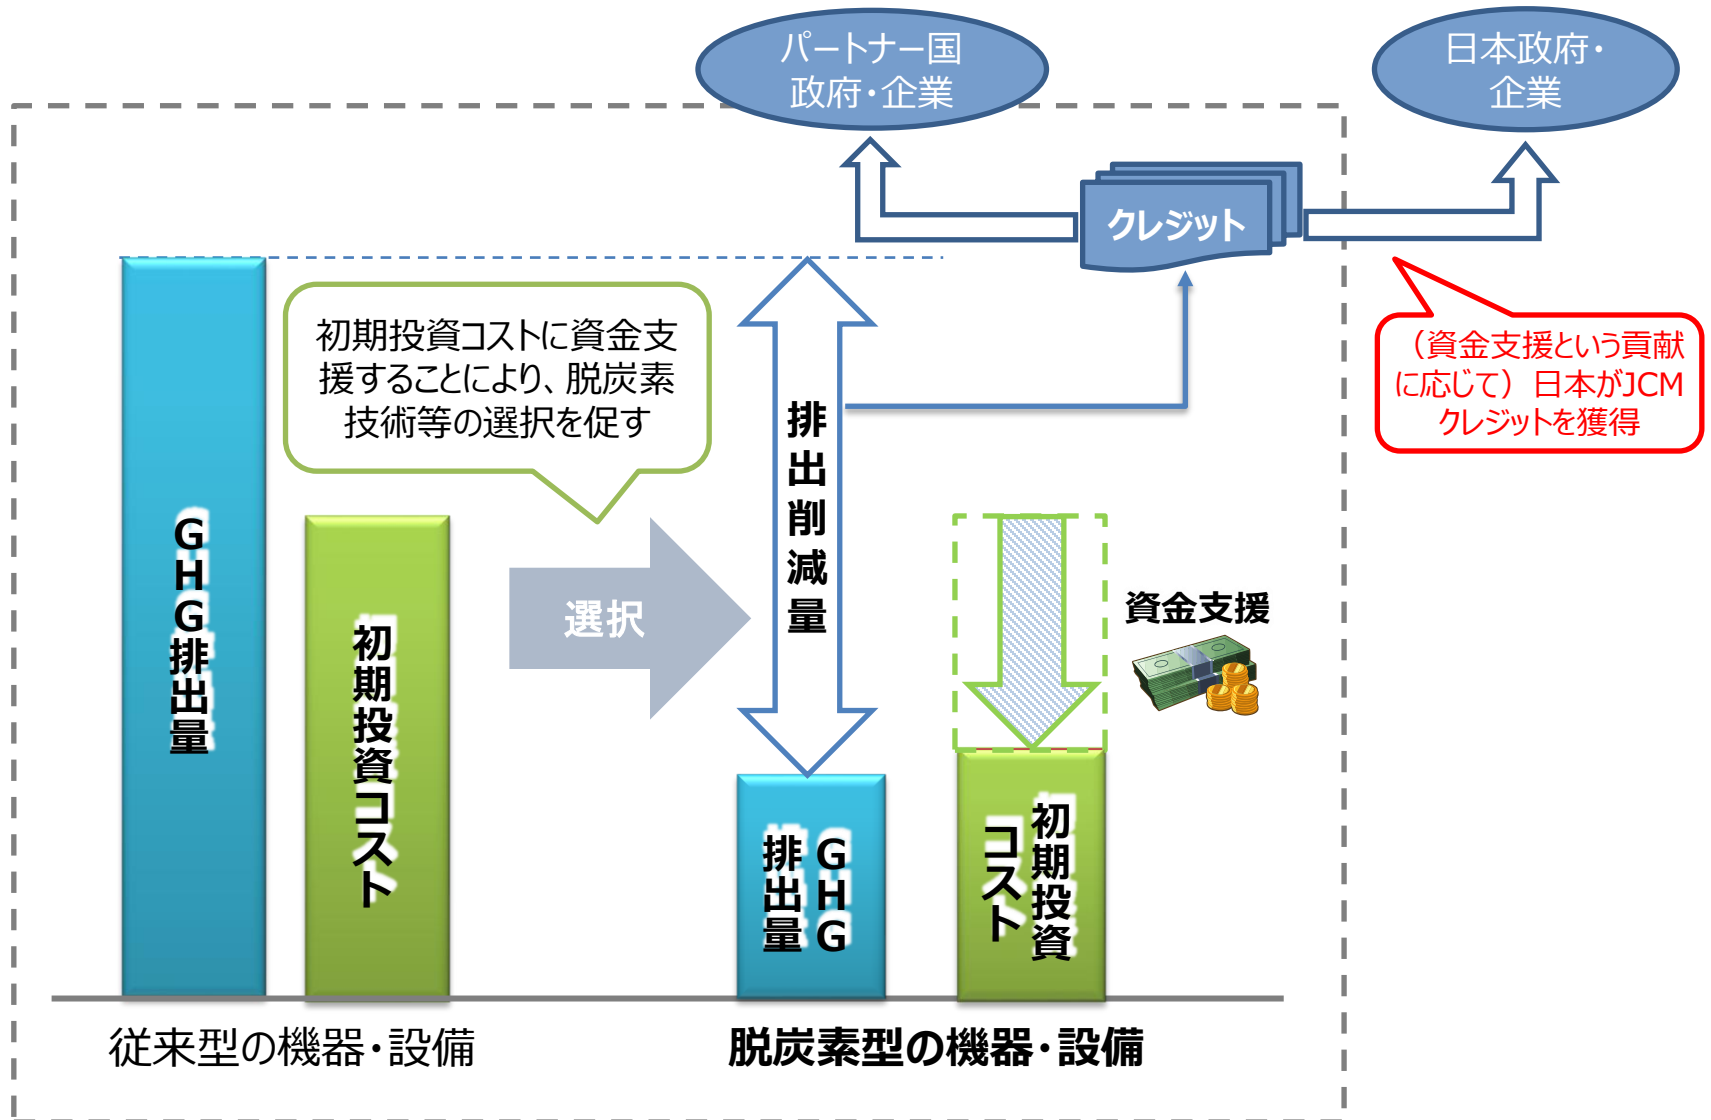 パートナー国
政府・企業
日本政府・
企業
クレジット
初期投資コストに資金支
援することにより、脱炭素
技術等の選択を促す
（資金支援という貢献
に応じて）日本がJCM
クレジットを獲得
排出削減量
GHG排出量
初期投資コスト
選択
資金支援
GHG
排出量
初期投資
コスト
従来型の機器・設備
脱炭素型の機器・設備